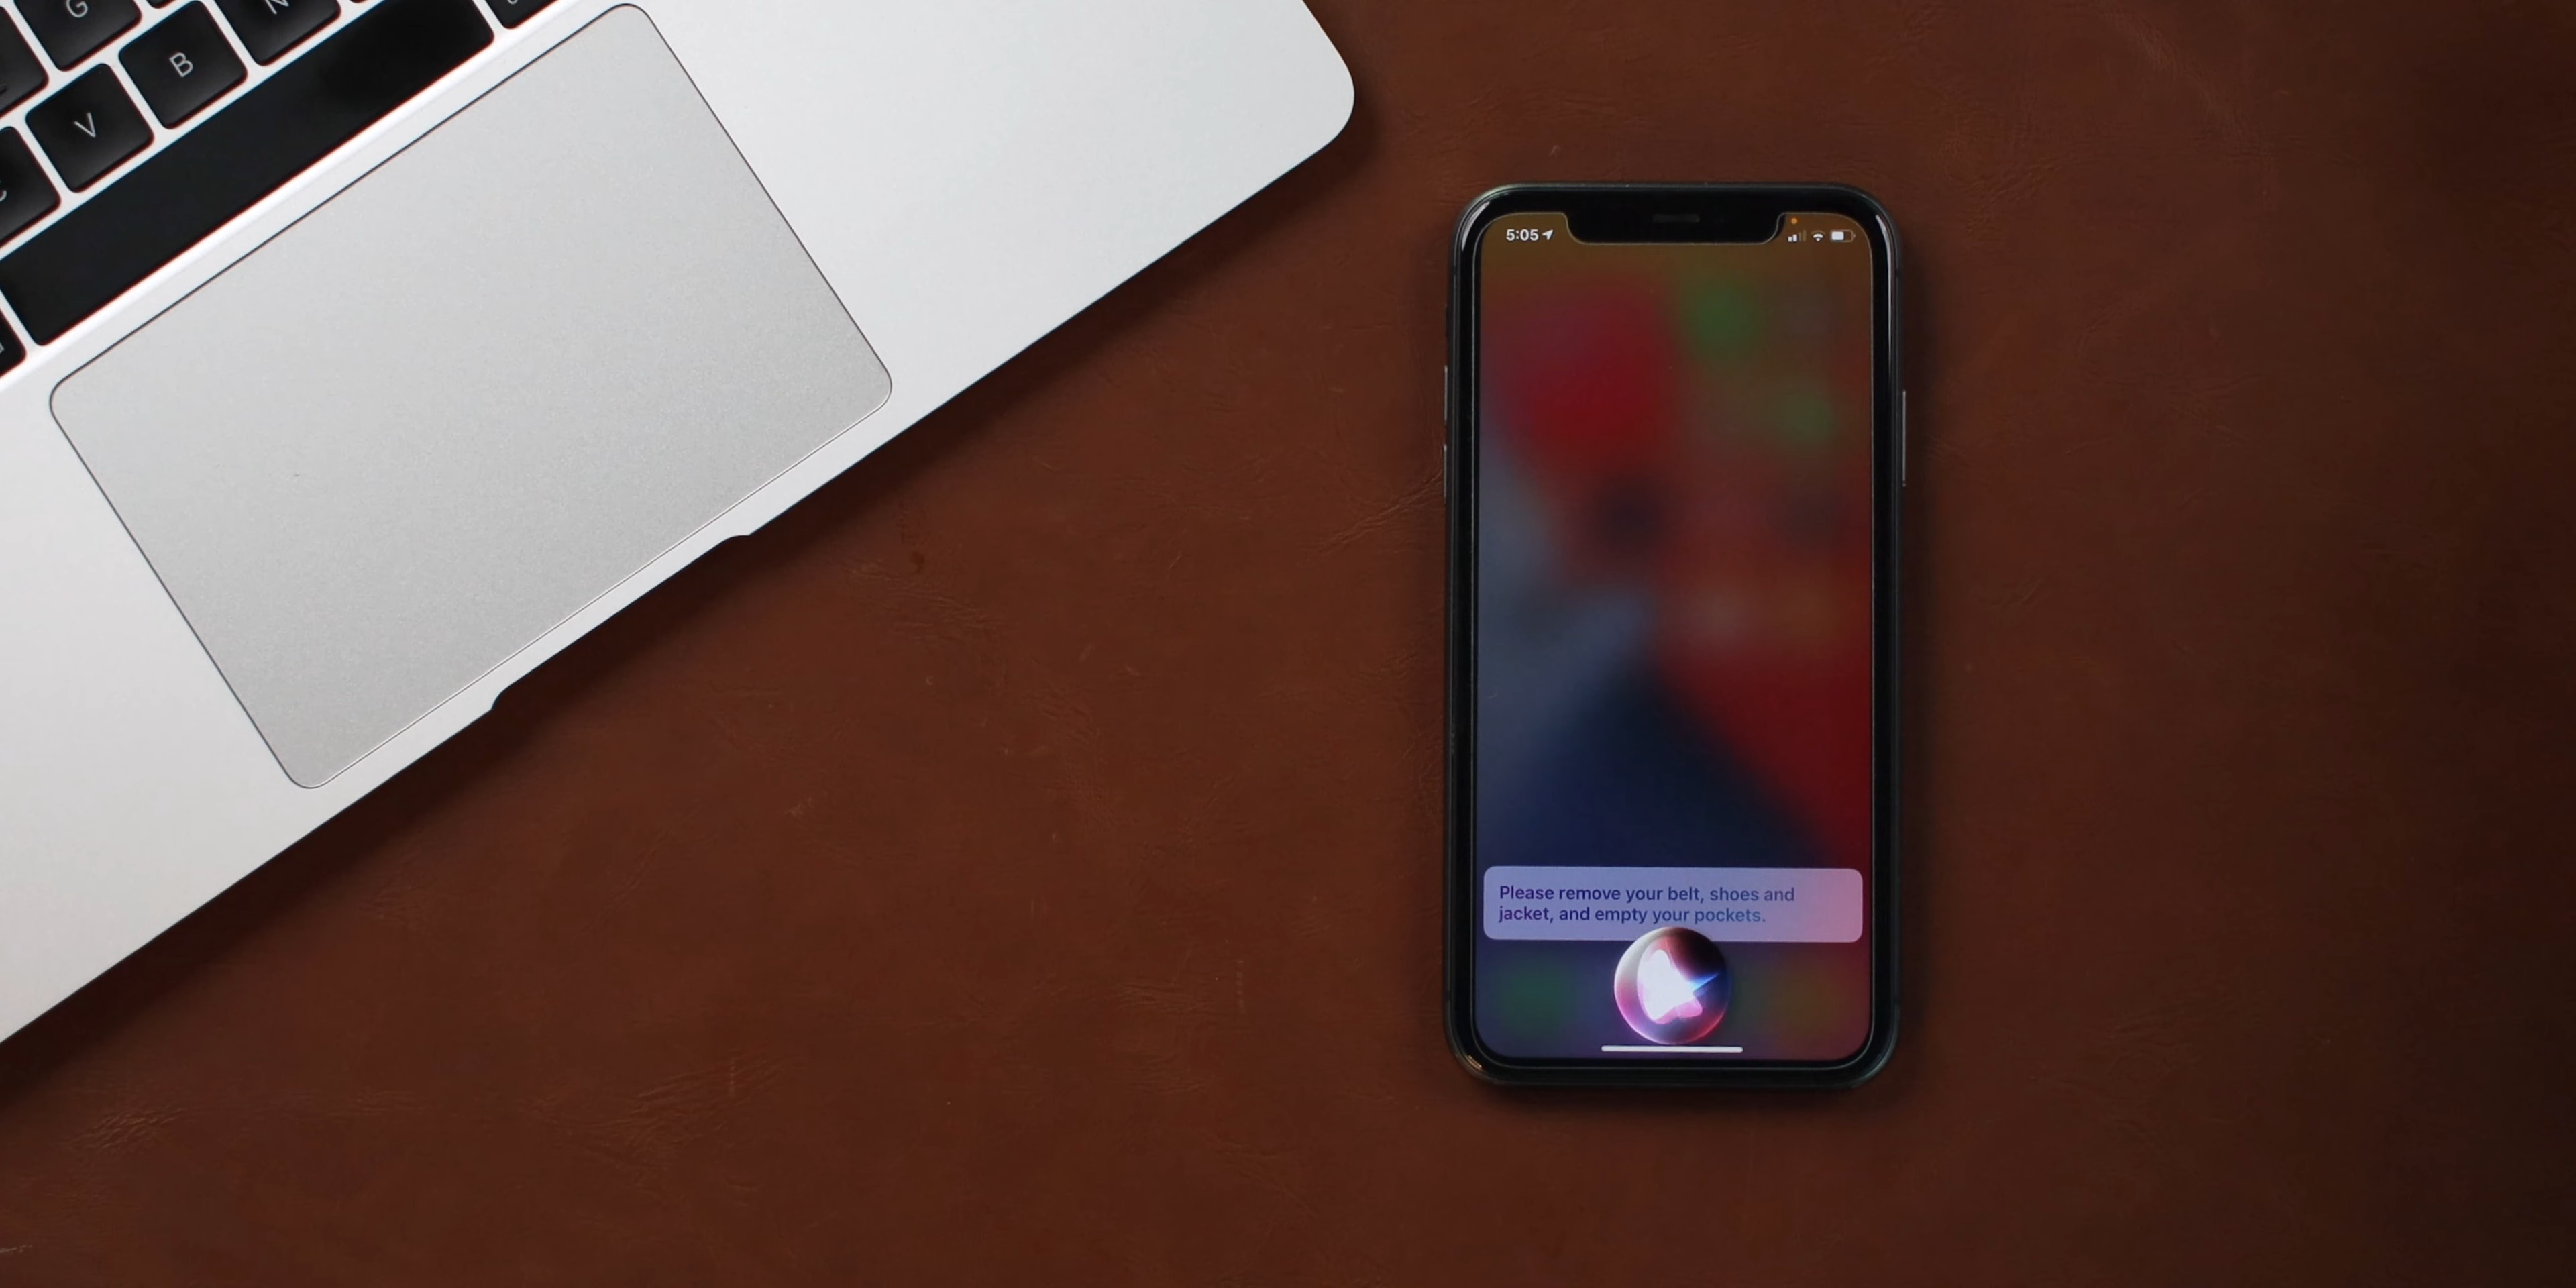 G
B
N
V
5:05
Please remove your belt, shoes and
jacket, and empty your pockets.